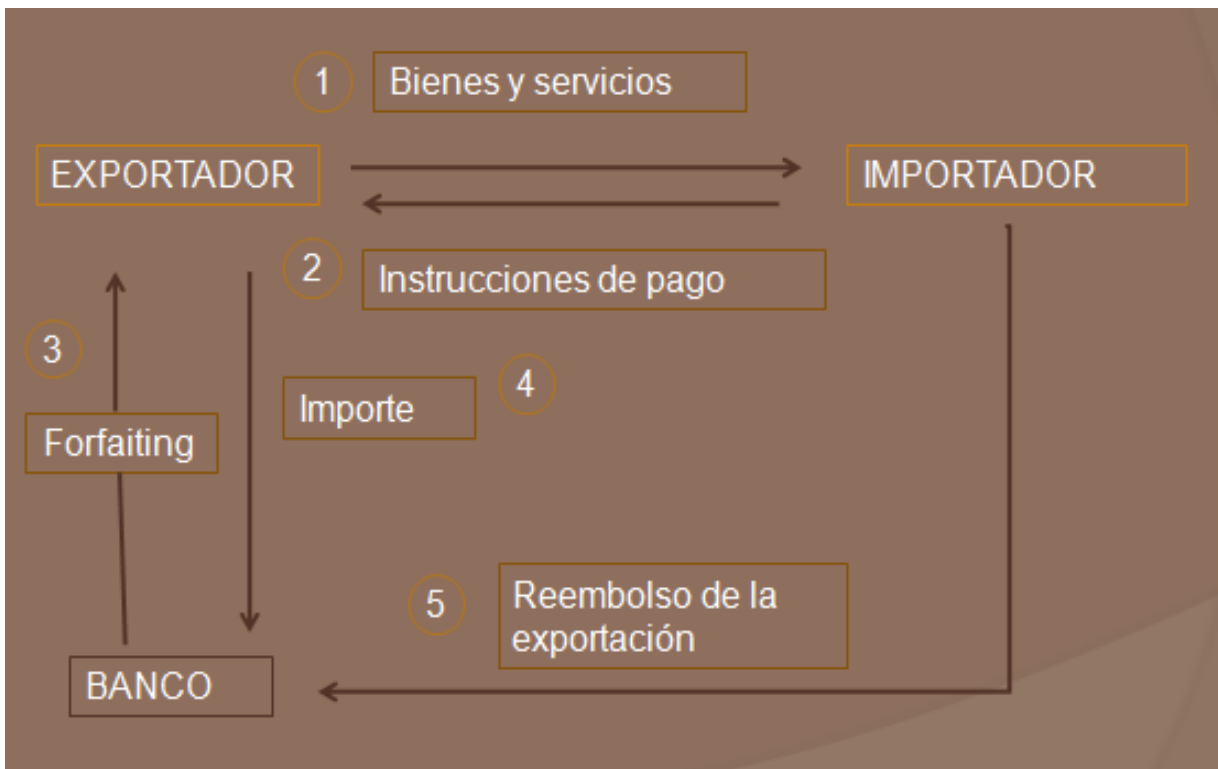 1
Bienes y servicios
EXPORTADOR
IMPORTADOR
2
Instrucciones de pago
3
Importe
4
Forfaiting
5
Reembolso de la
exportación
BANCO